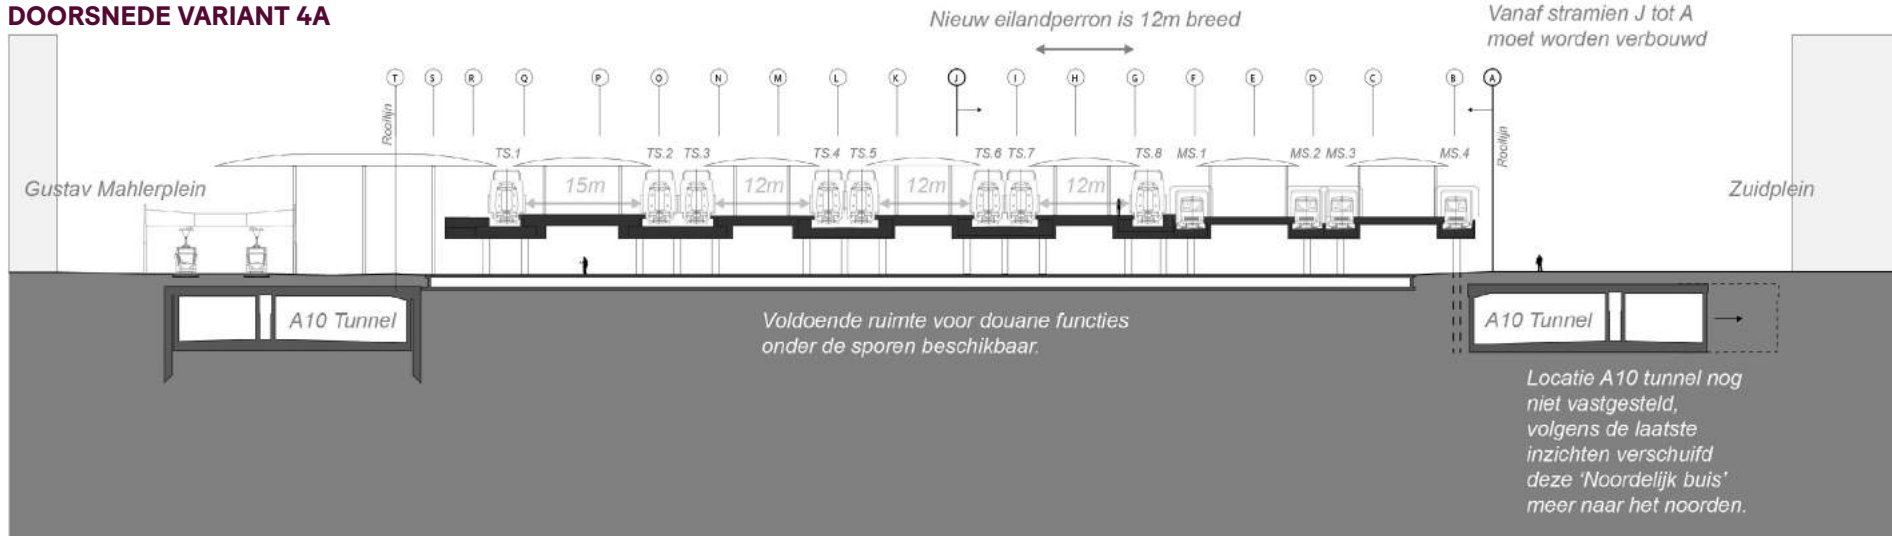 DOORSNEDE VARIANT 4A
Nieuw eilandperron is 12m breed
Vanaf stramien J tot A
moet worden verbouwd
T S R Q P O N M L K J I H G F E D C B A
Rooilijn
Rooilijn
TS.1 TS.2 TS.3 TS.4 TS.5 TS.6 TS.7 TS.8 MS.1 MS.2 MS.3 MS.4
Gustav Mahlerplein
15m 12m 12m 12m
Zuidplein
A10 Tunnel
A10 Tunnel
Voldoende ruimte voor douane functies
onder de sporen beschikbaar.
Locatie A10 tunnel nog
niet vastgesteld,
volgens de laatste
inzichten verschuifd
deze ‘Noordelijk buis’
meer naar het noorden.